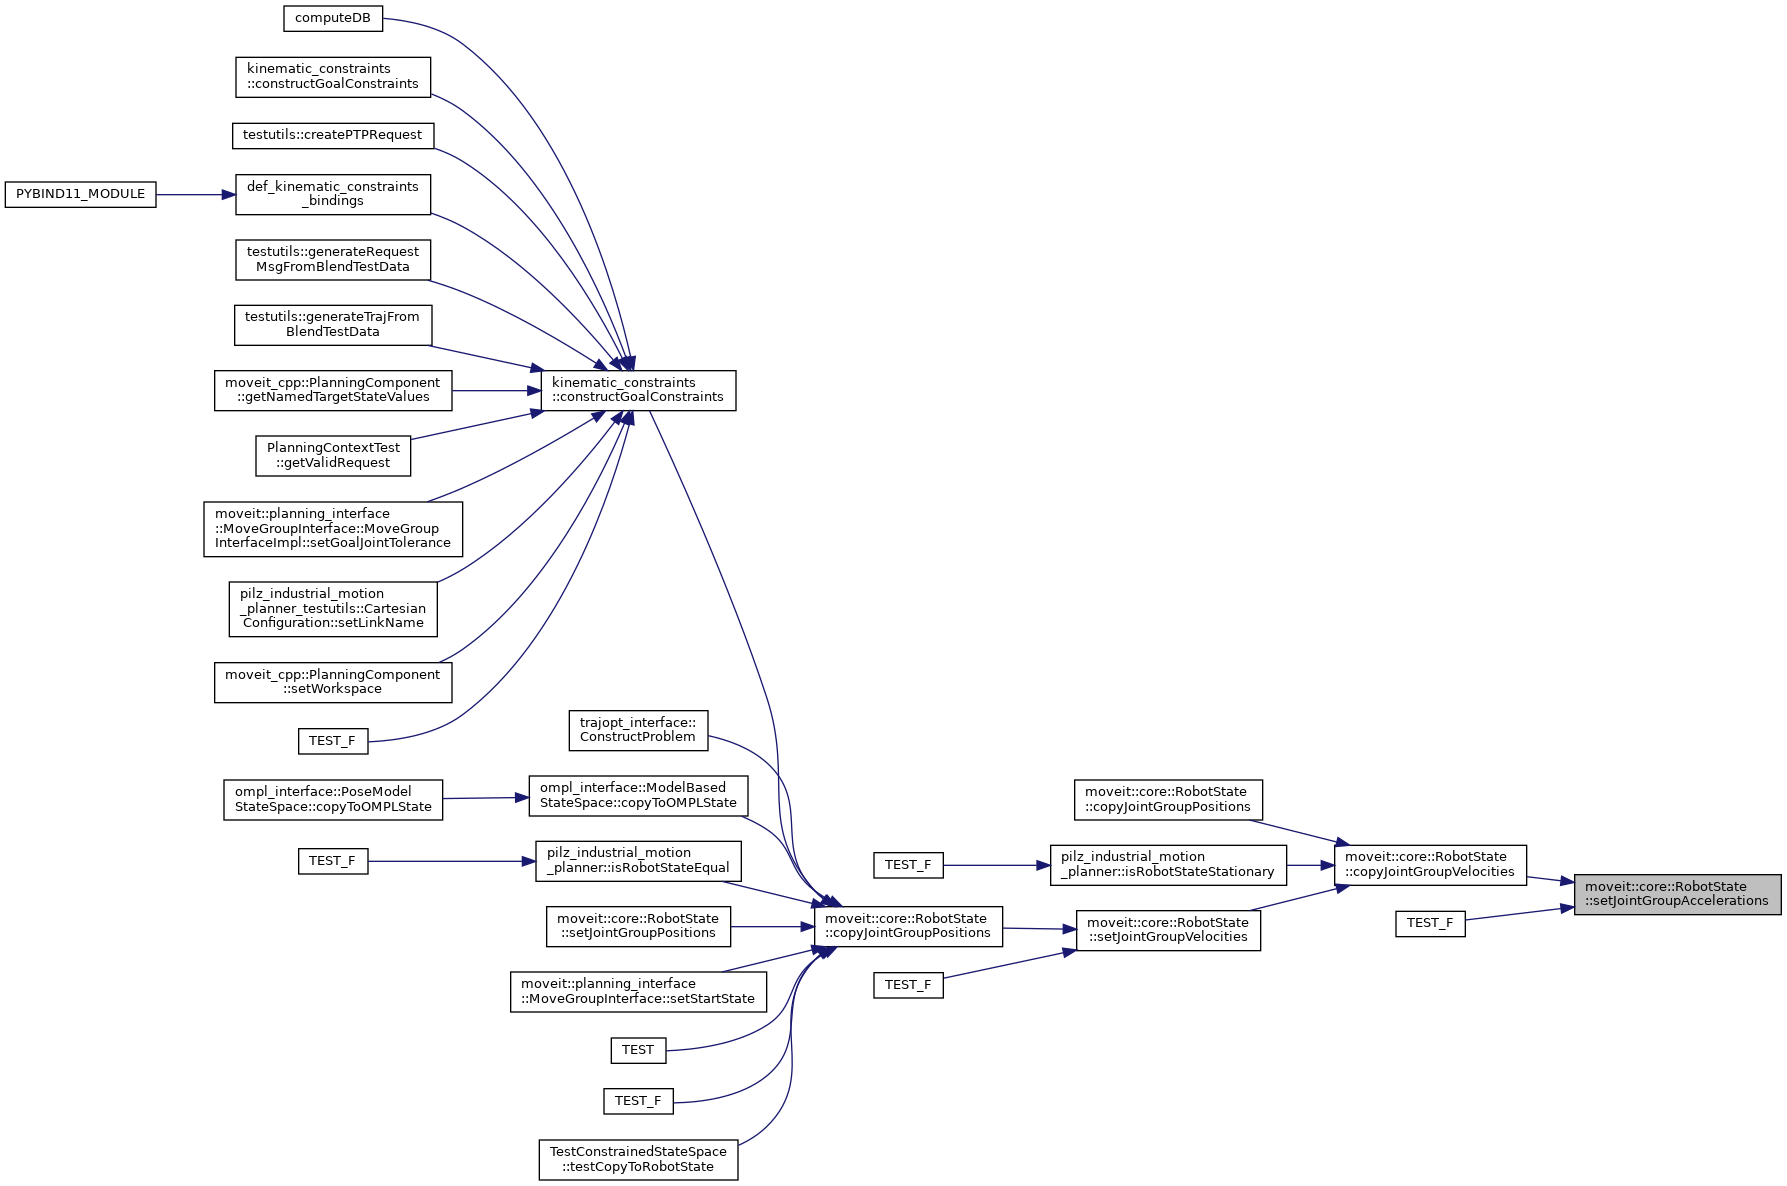 computeDB
kinematic_constraints
::constructGoalConstraints
testutils::createPTPRequest
PYBIND11_MODULE
def_kinematic_constraints
_bindings
testutils::generateRequest
MsgFromBlendTestData
testutils::generateTrajFrom
BlendTestData
moveit_cpp::PlanningComponent
::getNamedTargetStateValues
kinematic_constraints
::constructGoalConstraints
PlanningContextTest
::getValidRequest
moveit::planning_interface
::MoveGroupInterface::MoveGroup
InterfaceImpl::setGoalJointTolerance
pilz_industrial_motion
_planner_testutils::Cartesian
Configuration::setLinkName
moveit_cpp::PlanningComponent
::setWorkspace
TEST_F
trajopt_interface::
ConstructProblem
ompl_interface::PoseModel
StateSpace::copyToOMPLState
ompl_interface::ModelBased
StateSpace::copyToOMPLState
TEST_F
pilz_industrial_motion
_planner::isRobotStateEqual
moveit::core::RobotState
::setJointGroupPositions
moveit::planning_interface
::MoveGroupInterface::setStartState
TEST
TEST_F
TestConstrainedStateSpace
::testCopyToRobotState
moveit::core::RobotState
::copyJointGroupPositions
TEST_F
TEST_F
moveit::core::RobotState
::copyJointGroupPositions
pilz_industrial_motion
_planner::isRobotStateStationary
moveit::core::RobotState
::setJointGroupVelocities
moveit::core::RobotState
::copyJointGroupVelocities
TEST_F
moveit::core::RobotState
::setJointGroupAccelerations